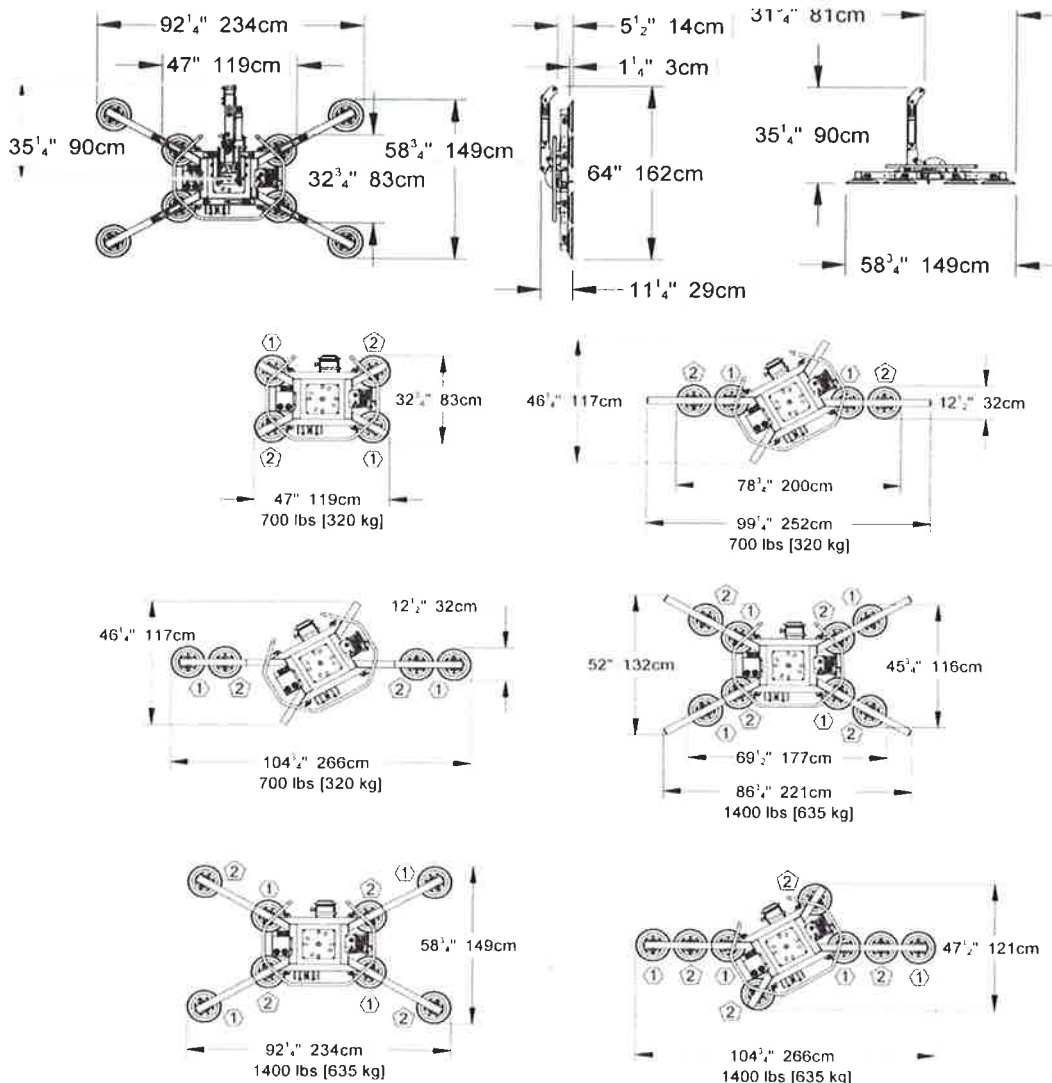 92¼" 234cm
47" 119cm
35¼" 90cm
58¾" 149cm
32¾" 83cm
5½" 14cm
1¼" 3cm
64" 162cm
11¼" 29cm
81cm
35¼" 90cm
58¾" 149cm
1 2
32¾" 83cm
2 1
47" 119cm
700 lbs [320 kg]
2 1 1 2
46¼" 117cm
12½" 32cm
78¾" 200cm
99¼" 252cm
700 lbs [320 kg]
12½" 32cm
46¼" 117cm
1 2 2 1
104¾" 266cm
700 lbs [320 kg]
2 1 2 1
52" 132cm
45¾" 116cm
1 2 1 2
69½" 177cm
86¾" 221cm
1400 lbs [635 kg]
2 1 2 1
58¾" 149cm
1 2 1 2
92¼" 234cm
1400 lbs [635 kg]
2
47½" 121cm
1 2 1 1 2 1
2
104¾" 266cm
1400 lbs [635 kg]